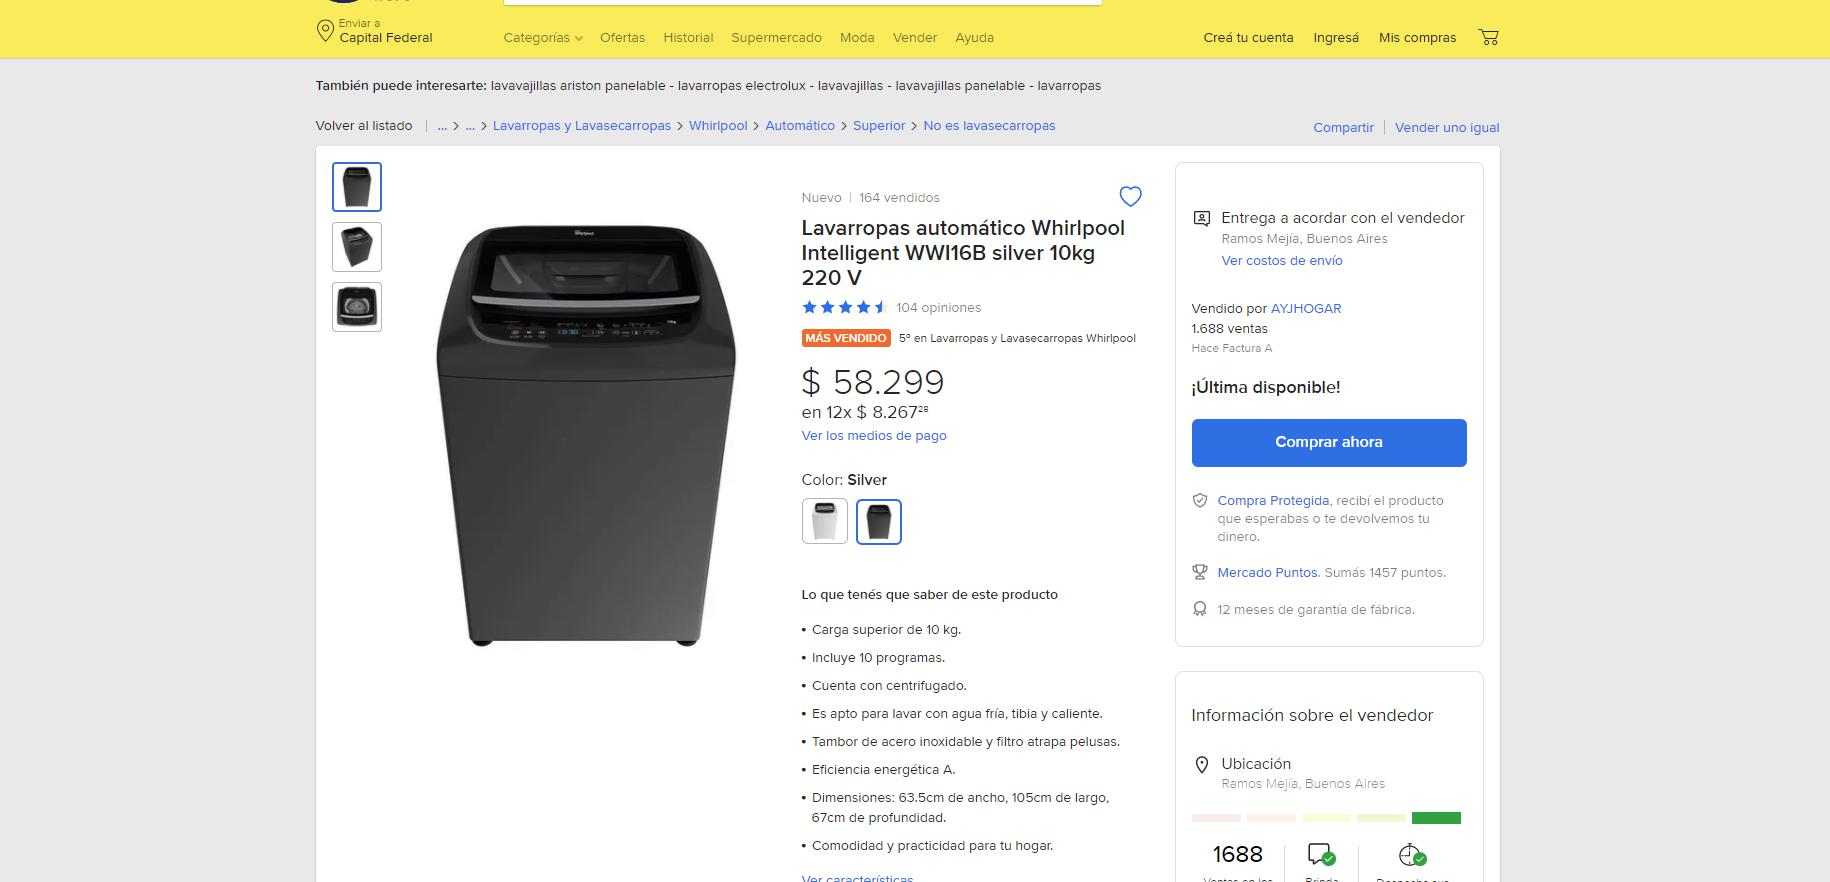 Enviar a
Capital Federal
Categorías
Ofertas
Historial
Supermercado
Moda
Vender
Ayuda
Creá tu cuenta
Ingresá
Mis compras
También puede interesarte: lavavajillas ariston panelable - lavarropas electrolux - lavavajillas - lavavajillas panelable - lavarropas
Volver al listado | ... > ... > Lavarropas y Lavasecarropas > Whirlpool > Automático > Superior > No es lavasecarropas
Compartir | Vender uno igual
Whirlpool
Nuevo | 164 vendidos
Lavarropas automático Whirlpool
Intelligent WWI16B silver 10kg
220 V
104 opiniones
MÁS VENDIDO 5º en Lavarropas y Lavasecarropas Whirlpool
$ 58.299
en 12x $ 8.267 28
Ver los medios de pago
Color: Silver
Lo que tenés que saber de este producto
• Carga superior de 10 kg.
• Incluye 10 programas.
• Cuenta con centrifugado.
• Es apto para lavar con agua fría, tibia y caliente.
• Tambor de acero inoxidable y filtro atrapa pelusas.
• Eficiencia energética A.
• Dimensiones: 63.5cm de ancho, 105cm de largo,
67cm de profundidad.
• Comodidad y practicidad para tu hogar.
Ver características
Entrega a acordar con el vendedor
Ramos Mejía, Buenos Aires
Ver costos de envío
Vendido por AYJHOGAR
1.688 ventas
Hace Factura A
¡Última disponible!
Comprar ahora
Compra Protegida, recibí el producto
que esperabas o te devolvemos tu
dinero.
Mercado Puntos. Sumás 1457 puntos.
12 meses de garantía de fábrica.
Información sobre el vendedor
Ubicación
Ramos Mejía, Buenos Aires
1688
Ventas en los
Brinda
Despacha sus